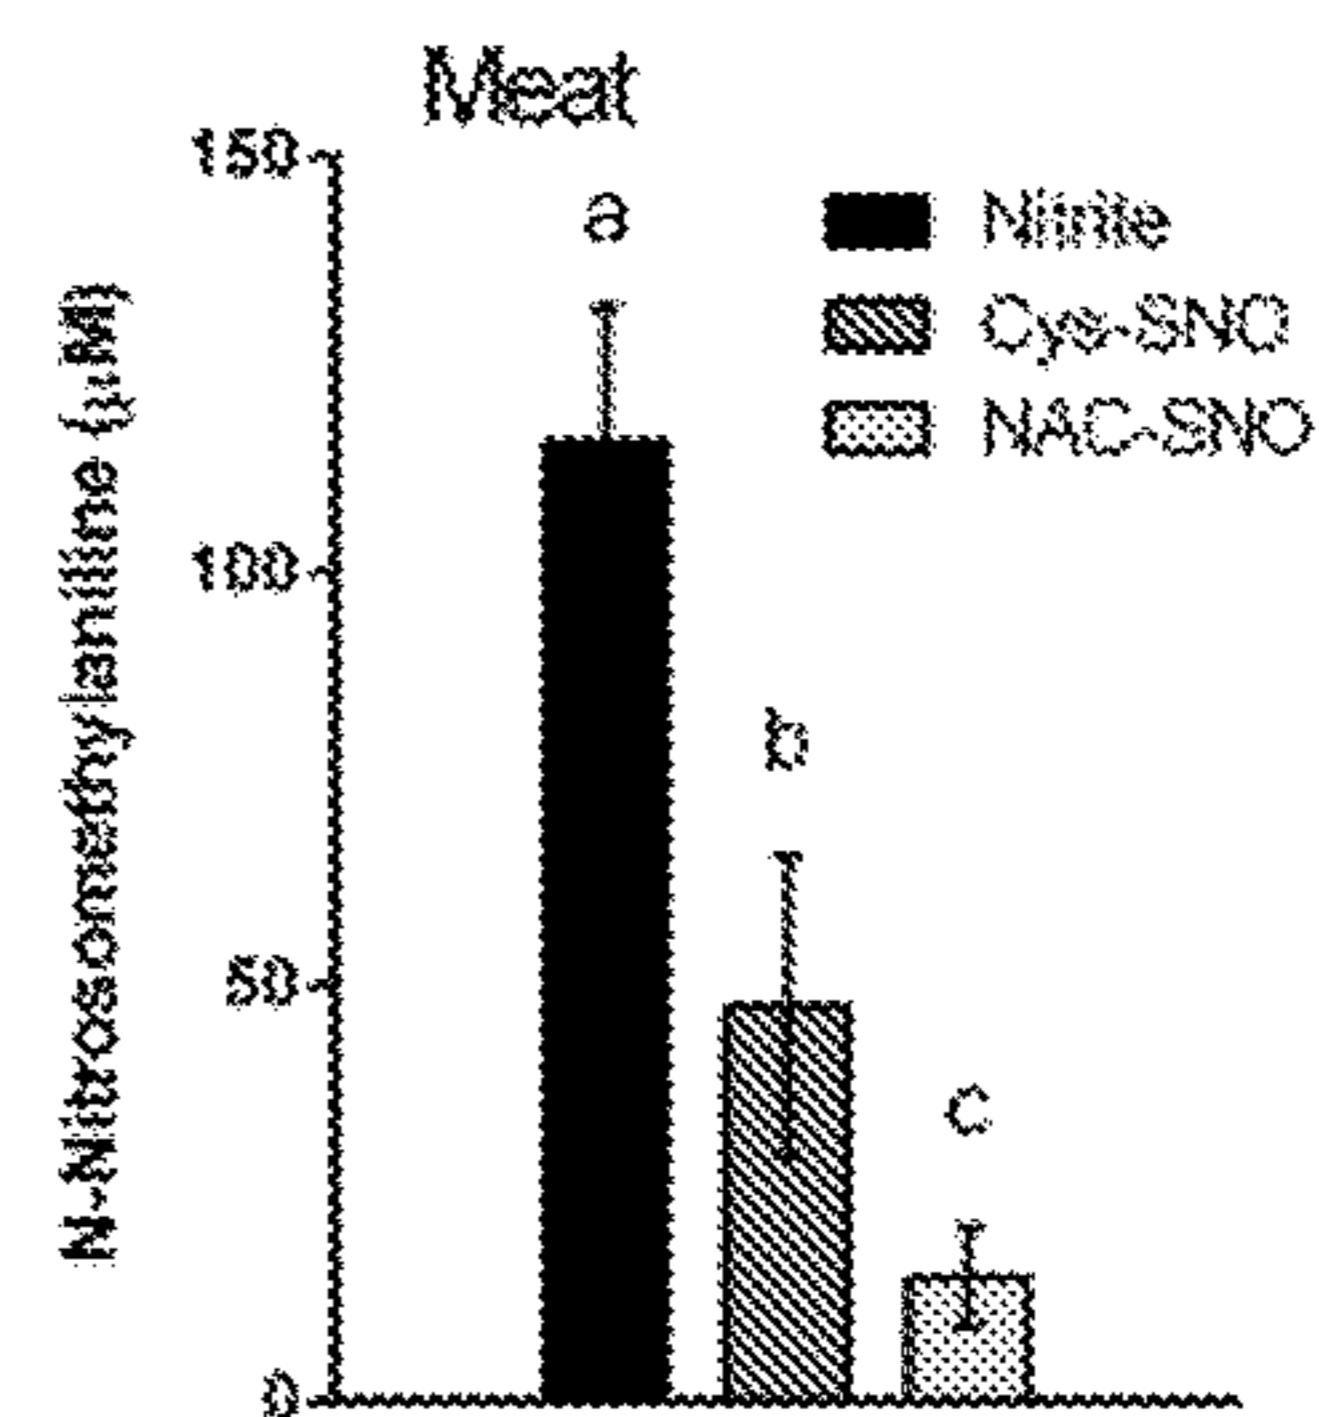 Meat
150
100
50
0
N-Nitrosomethylaniline (µM)
a
b
c
Nitrite
Cys-SNO
NAC-SNO